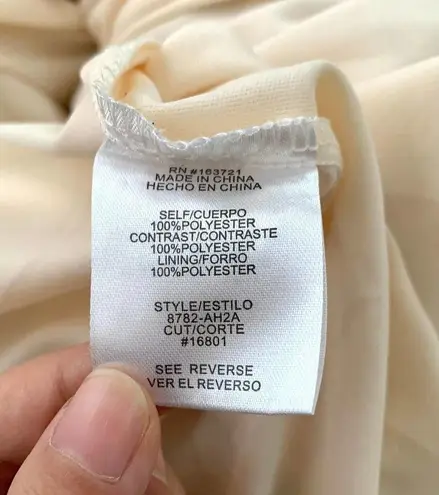 RN #163721
MADE IN CHINA
HECHO EN CHINA
SELF/CUERPO
100%POLYESTER
CONTRAST/CONTRASTE
100%POLYESTER
LINING/FORRO
100%POLYESTER
STYLE/ESTILO
8782-AH2A
CUT/CORTE
#16801
SEE REVERSE
VER EL REVERSO